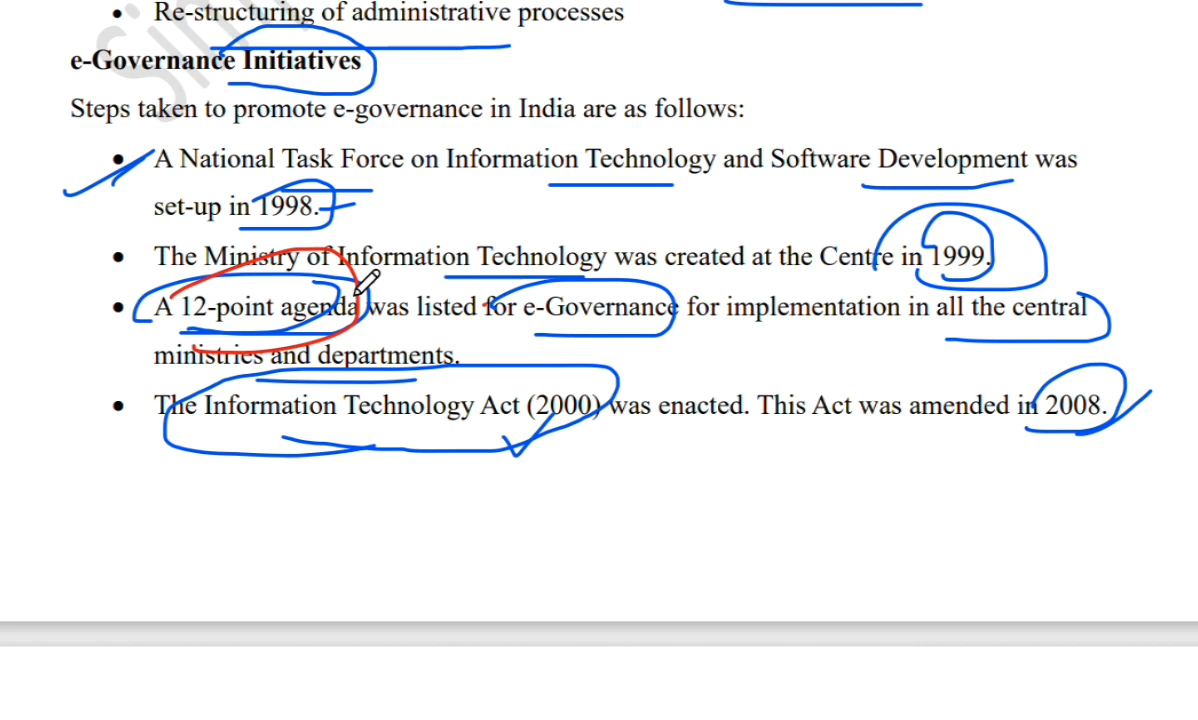 • Re-structuring of administrative processes
e-Governance Initiatives
Steps taken to promote e-governance in India are as follows:
• A National Task Force on Information Technology and Software Development was
set-up in 1998.
• The Ministry of Information Technology was created at the Centre in 1999.
• A 12-point agenda was listed for e-Governance for implementation in all the central
ministries and departments.
• The Information Technology Act (2000) was enacted. This Act was amended in 2008.